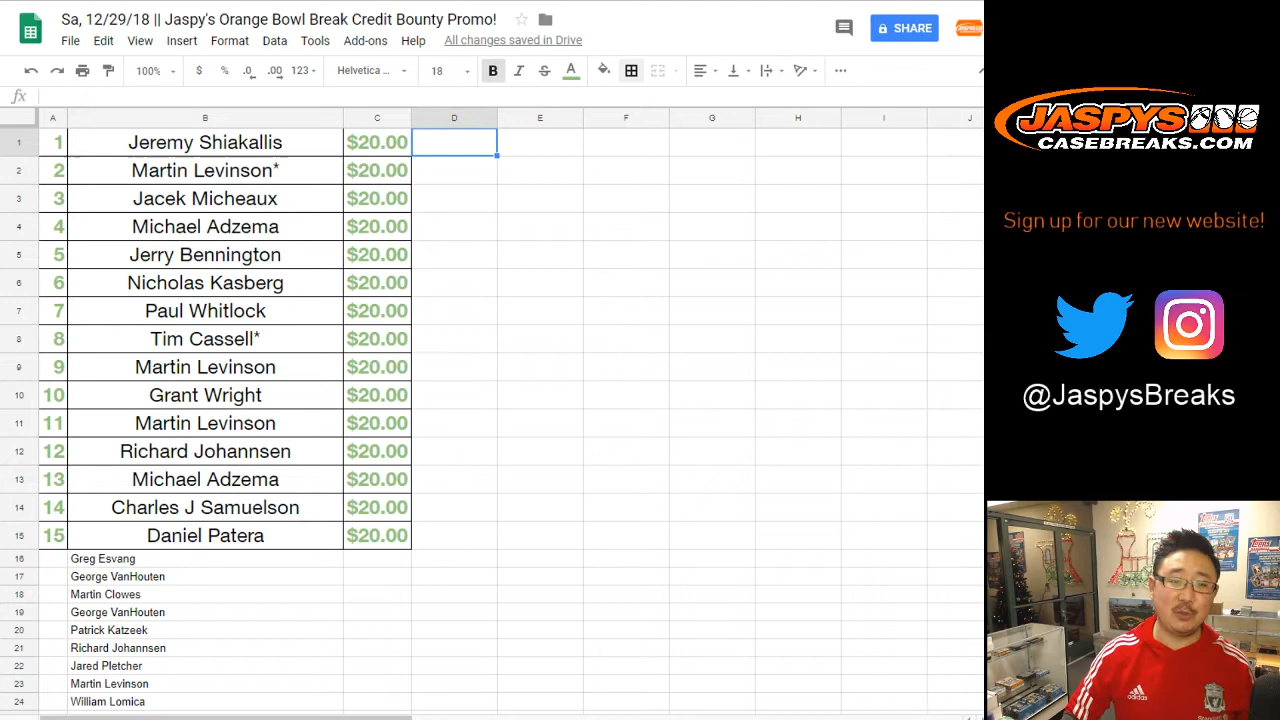 Sa, 12/29/18 || Jaspy's Orange Bowl Break Credit Bounty Promo!
File Edit View Insert Format Data Tools Add-ons Help All changes saved in Drive
SHARE
100% $ % .0 .00 123 Helvetica ... 18 B I S A
fx
A B C D E F G H I J
1 1 Jeremy Shiakallis $20.00
2 2 Martin Levinson* $20.00
3 3 Jacek Micheaux $20.00
4 4 Michael Adzema $20.00
5 5 Jerry Bennington $20.00
6 6 Nicholas Kasberg $20.00
7 7 Paul Whitlock $20.00
8 8 Tim Cassell* $20.00
9 9 Martin Levinson $20.00
10 10 Grant Wright $20.00
11 11 Martin Levinson $20.00
12 12 Richard Johannsen $20.00
13 13 Michael Adzema $20.00
14 14 Charles J Samuelson $20.00
15 15 Daniel Patera $20.00
16 Greg Esvang
17 George VanHouten
18 Martin Clowes
19 George VanHouten
20 Patrick Katzeek
21 Richard Johannsen
22 Jared Pletcher
23 Martin Levinson
24 William Lomica
JASPYS
CASEBREAKS.COM
Sign up for our new website!
@JaspysBreaks
Topps
Topps
adidas